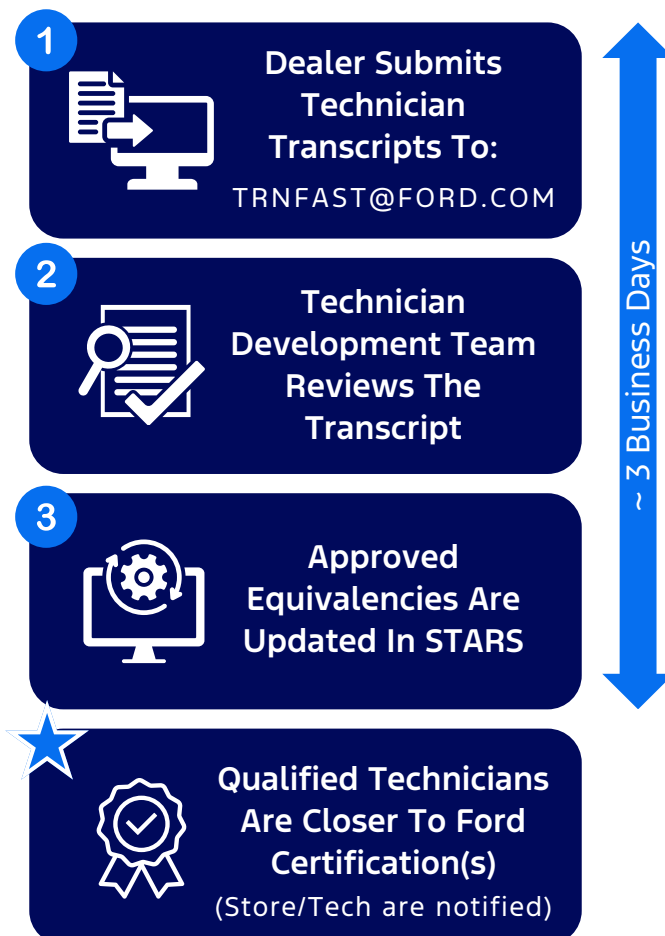 1
Dealer Submits
Technician
Transcripts To:
TRNFAST@FORD.COM
2
Technician
Development Team
Reviews The
Transcript
3
Approved
Equivalencies Are
Updated In STARS
~ 3 Business Days
Qualified Technicians
Are Closer To Ford
Certification(s)
(Store/Tech are notified)